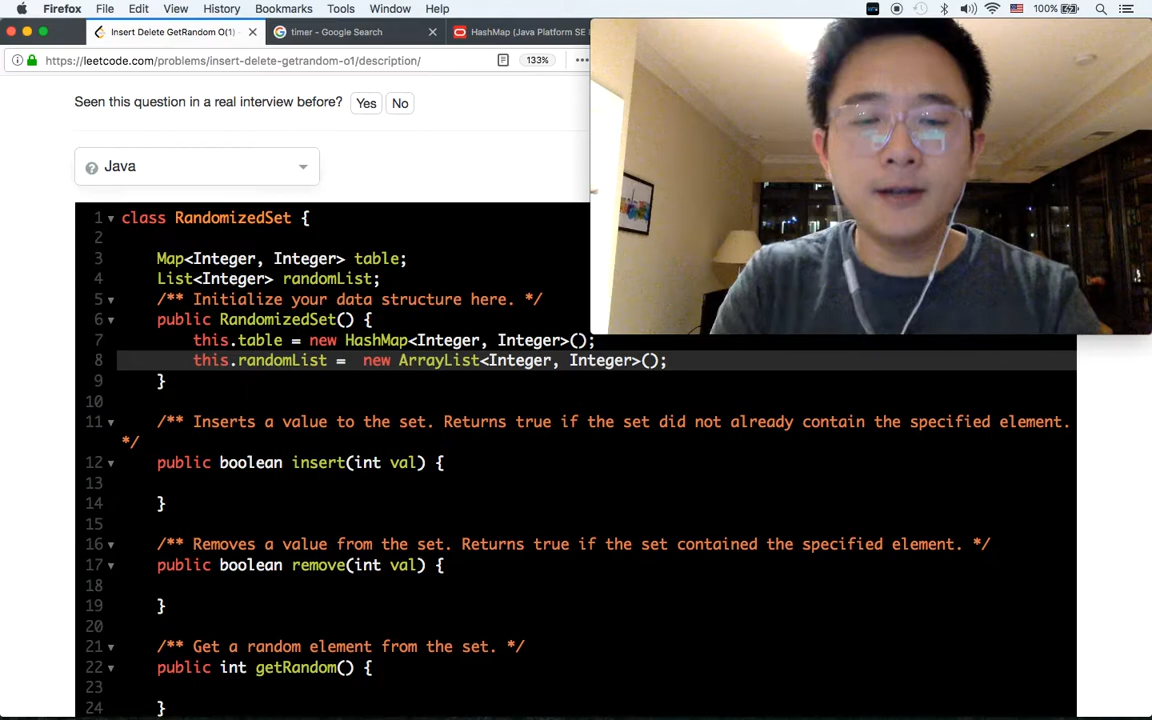 Firefox File Edit View History Bookmarks Tools Window Help 100%
Insert Delete GetRandom O(1) - timer - Google Search HashMap (Java Platform SE
https://leetcode.com/problems/insert-delete-getrandom-o1/description/ 133%
Seen this question in a real interview before? Yes No
Java
1 class RandomizedSet {
2
3 Map<Integer, Integer> table;
4 List<Integer> randomList;
5 /** Initialize your data structure here. */
6 public RandomizedSet() {
7 this.table = new HashMap<Integer, Integer>();
8 this.randomList =  new ArrayList<Integer, Integer>();
9 }
10
11 /** Inserts a value to the set. Returns true if the set did not already contain the specified element.
*/
12 public boolean insert(int val) {
13
14 }
15
16 /** Removes a value from the set. Returns true if the set contained the specified element. */
17 public boolean remove(int val) {
18
19 }
20
21 /** Get a random element from the set. */
22 public int getRandom() {
23
24 }